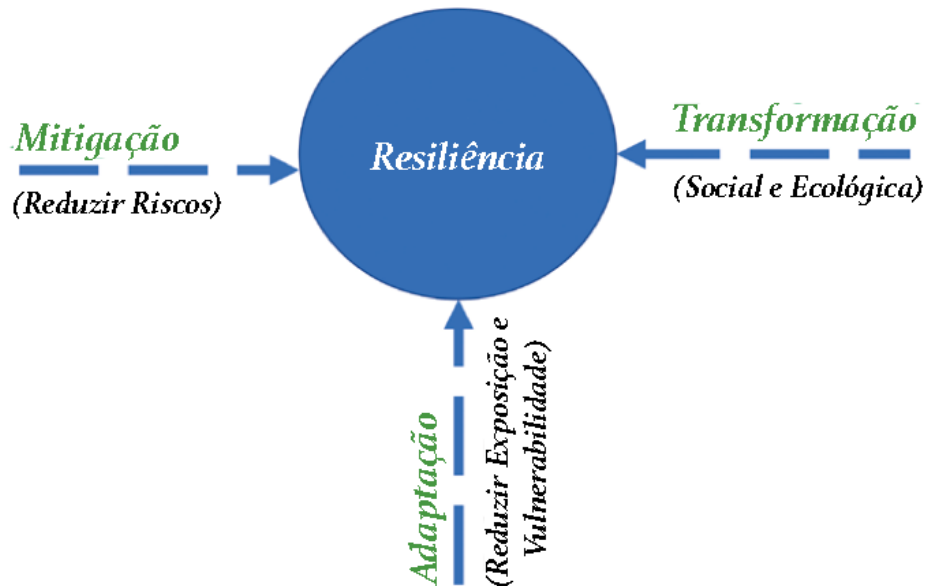 Mitigação
(Reduzir Riscos)
Resiliência
Transformação
(Social e Ecológica)
Adaptação
(Reduzir Exposição e
Vulnerabilidade)